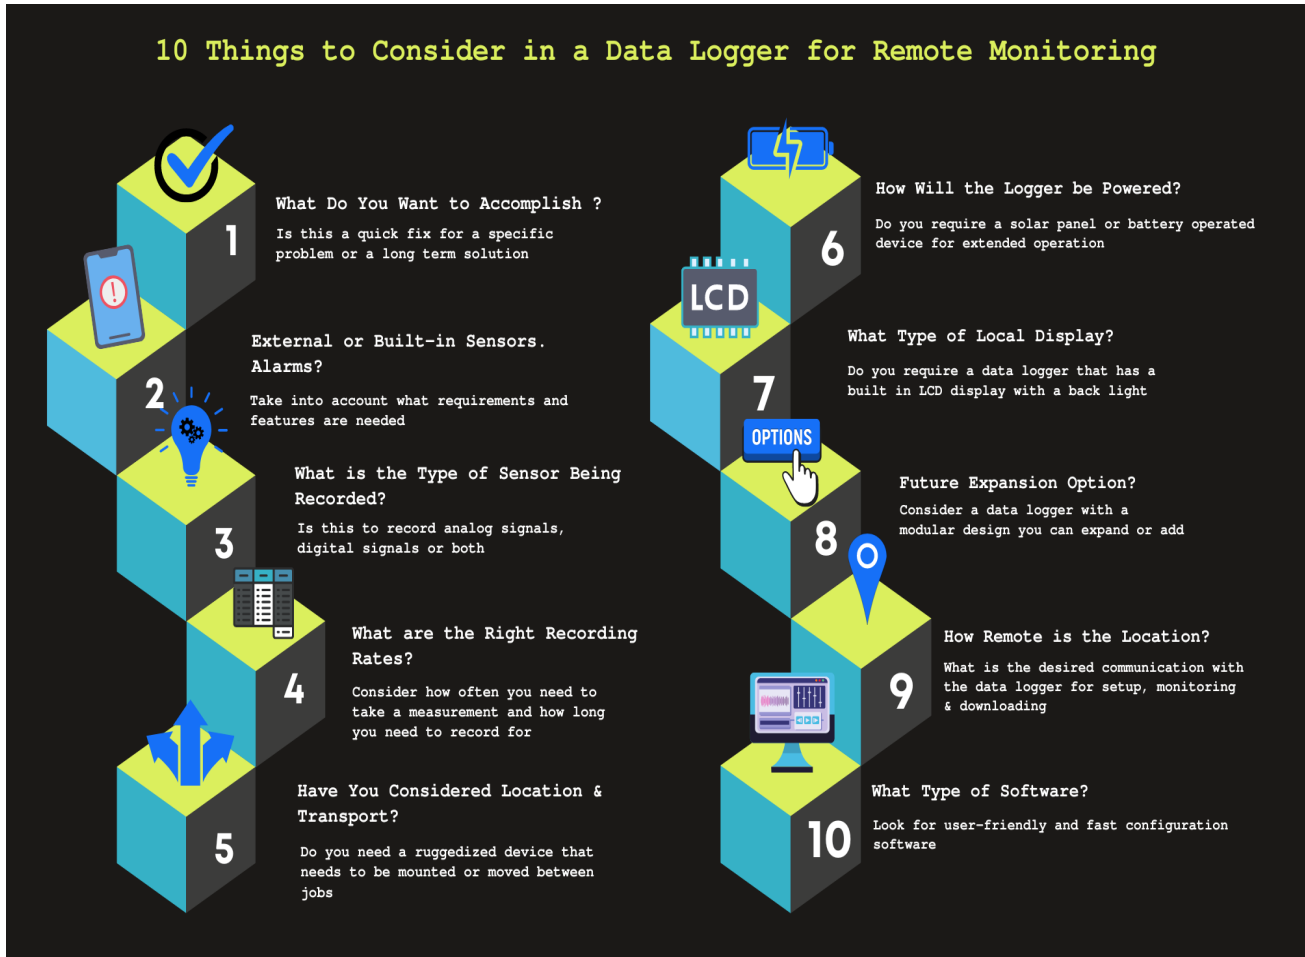 10 Things to Consider in a Data Logger for Remote Monitoring
1
What Do You Want to Accomplish ?
Is this a quick fix for a specific
problem or a long term solution
2
External or Built-in Sensors.
Alarms?
Take into account what requirements and
features are needed
3
What is the Type of Sensor Being
Recorded?
Is this to record analog signals,
digital signals or both
4
What are the Right Recording
Rates?
Consider how often you need to
take a measurement and how long
you need to record for
5
Have You Considered Location &
Transport?
Do you need a ruggedized device that
needs to be mounted or moved between
jobs
6
How Will the Logger be Powered?
Do you require a solar panel or battery operated
device for extended operation
LCD
7
What Type of Local Display?
Do you require a data logger that has a
built in LCD display with a back light
OPTIONS
8
Future Expansion Option?
Consider a data logger with a
modular design you can expand or add
9
How Remote is the Location?
What is the desired communication with
the data logger for setup, monitoring
& downloading
10
What Type of Software?
Look for user-friendly and fast configuration
software